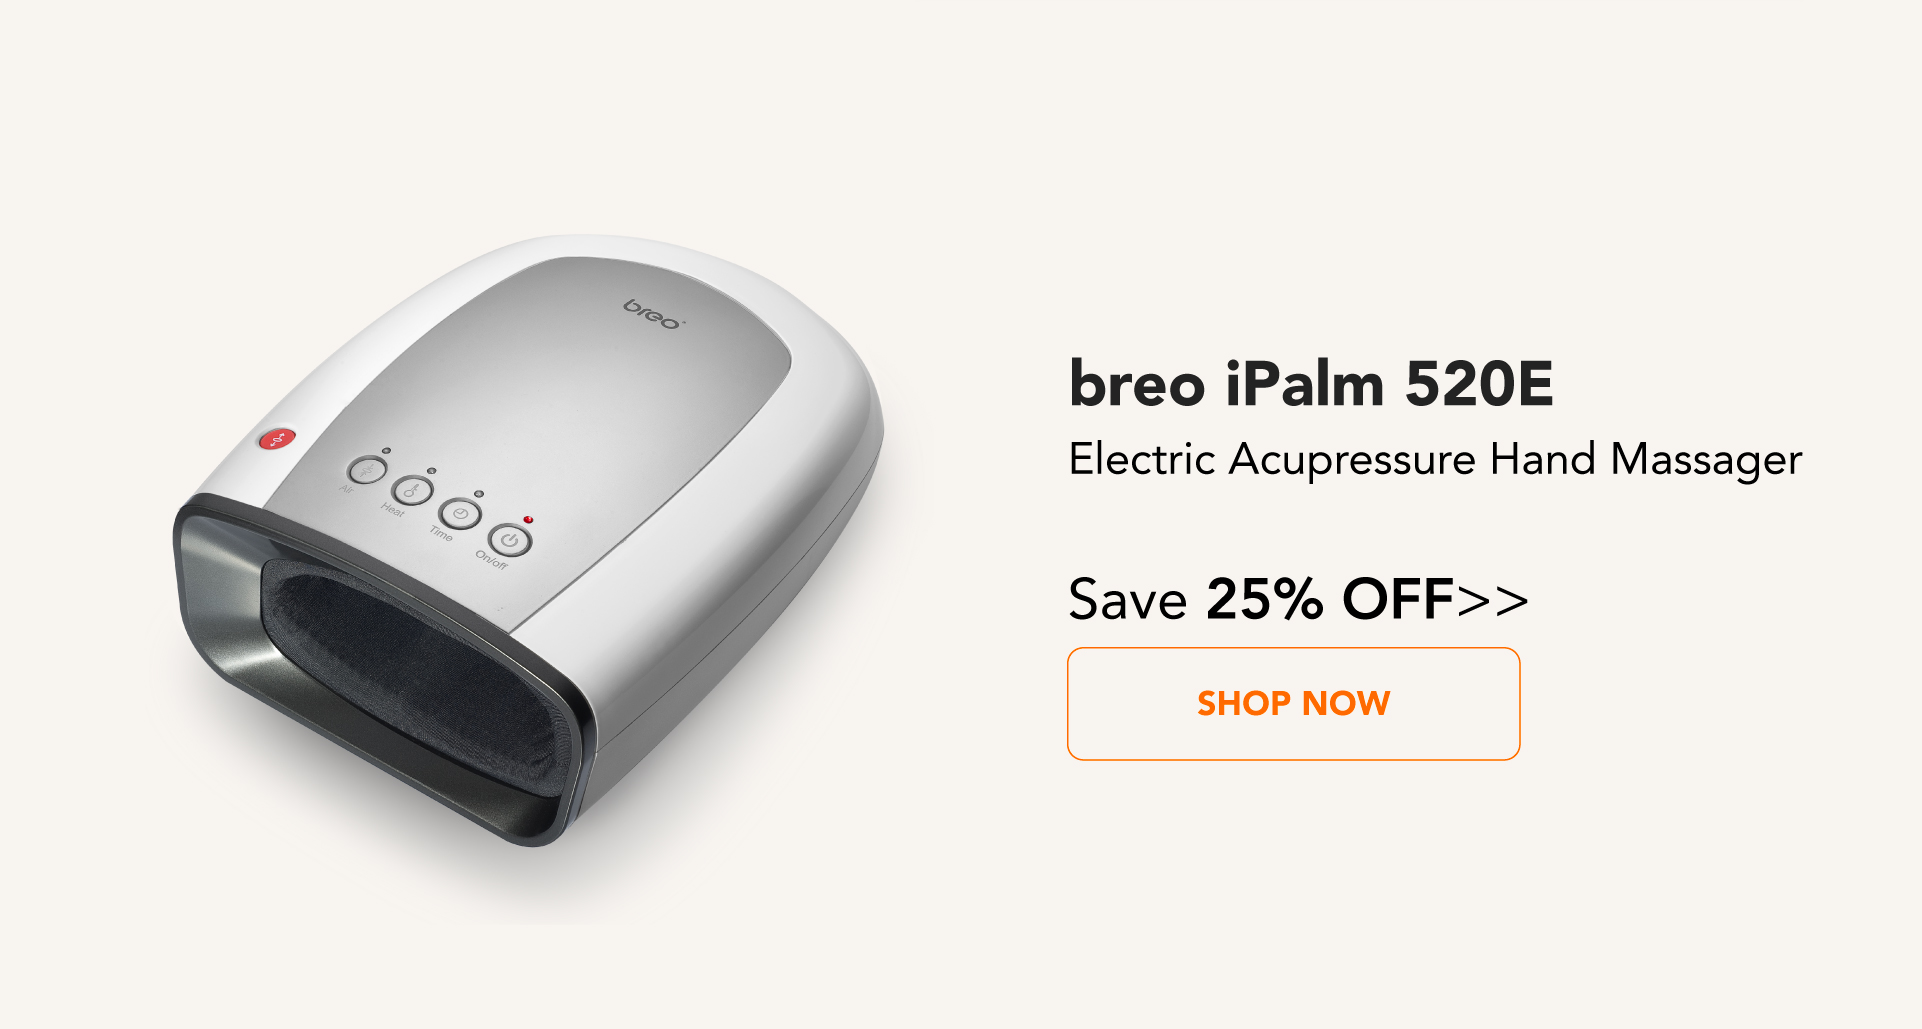 breo
Air
Heat
Time
On/off
breo iPalm 520E
Electric Acupressure Hand Massager
Save 25% OFF>>
SHOP NOW